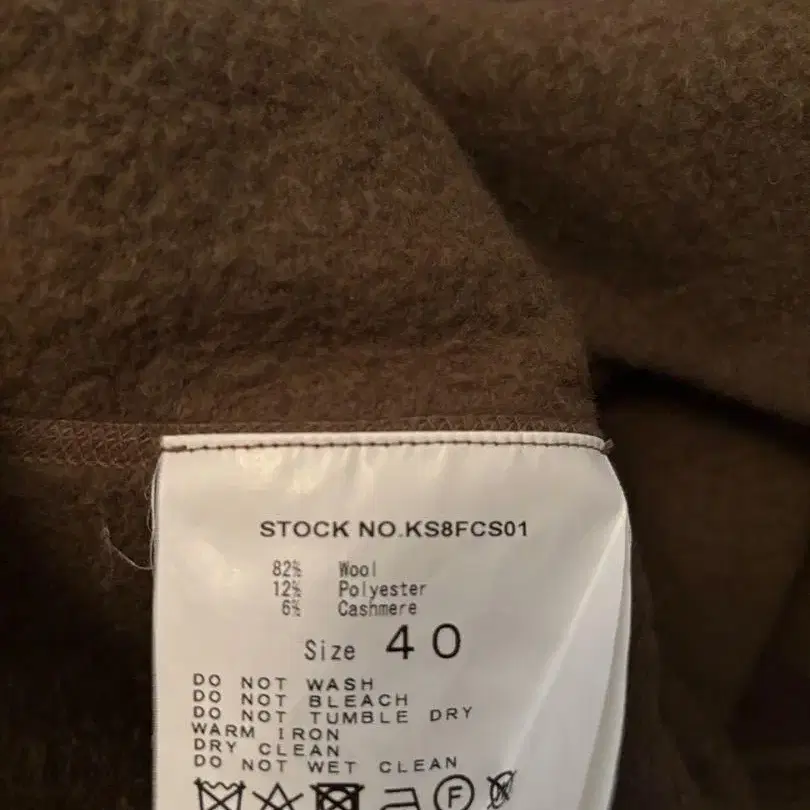 STOCK NO.KS8FCS01
82% Wool
12% Polyester
6% Cashmere
Size 40
DO NOT WASH
DO NOT BLEACH
DO NOT TUMBLE DRY
WARM IRON
DRY CLEAN
DO NOT WET CLEAN
F